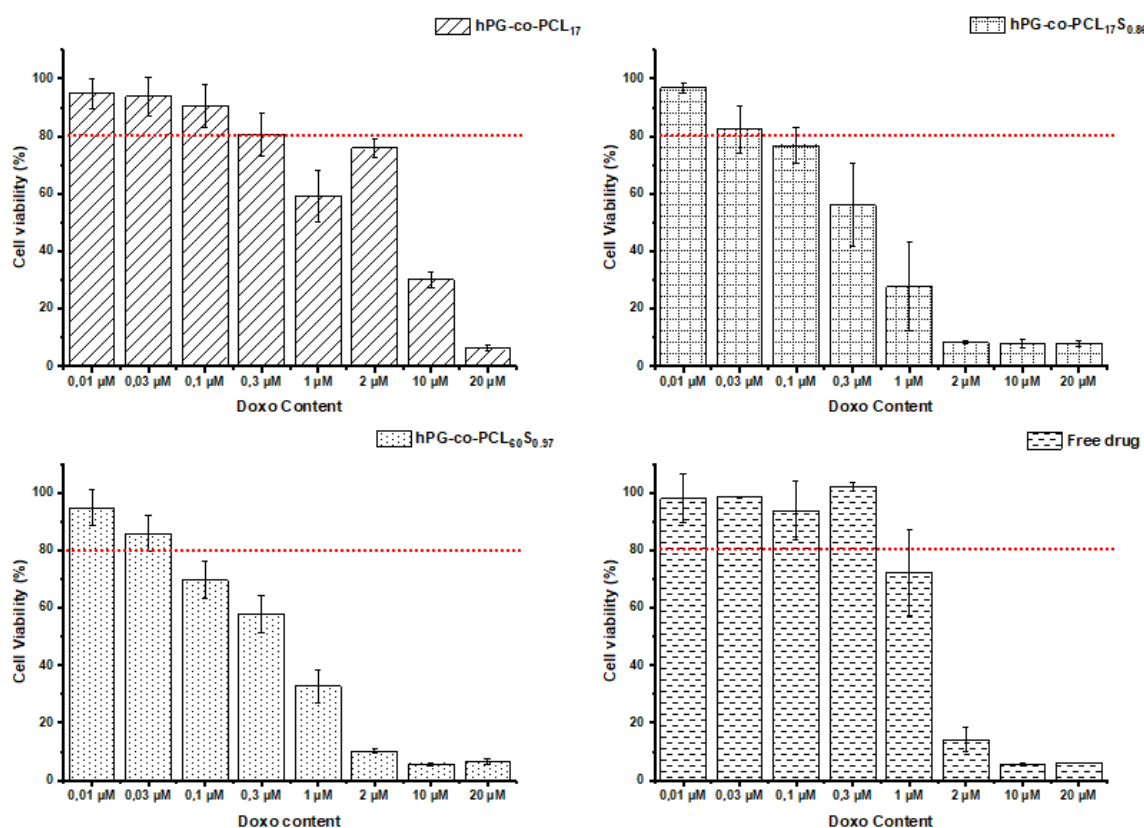 hPG-co-PCL17
Cell viability (%)
100
80
60
40
20
0
0,01 µM 0,03 µM 0,1 µM 0,3 µM 1 µM 2 µM 10 µM 20 µM
Doxo Content
hPG-co-PCL17S0.86
Cell viability (%)
100
80
60
40
20
0
0,01 µM 0,03 µM 0,1 µM 0,3 µM 1 µM 2 µM 10 µM 20 µM
Doxo Content
hPG-co-PCL60S0.97
Cell Viability (%)
100
80
60
40
20
0
0,01 µM 0,03 µM 0,1 µM 0,3 µM 1 µM 2 µM 10 µM 20 µM
Doxo content
Free drug
Cell Viability (%)
100
80
60
40
20
0
0,01 µM 0,03 µM 0,1 µM 0,3 µM 1 µM 2 µM 10 µM 20 µM
Doxo Content